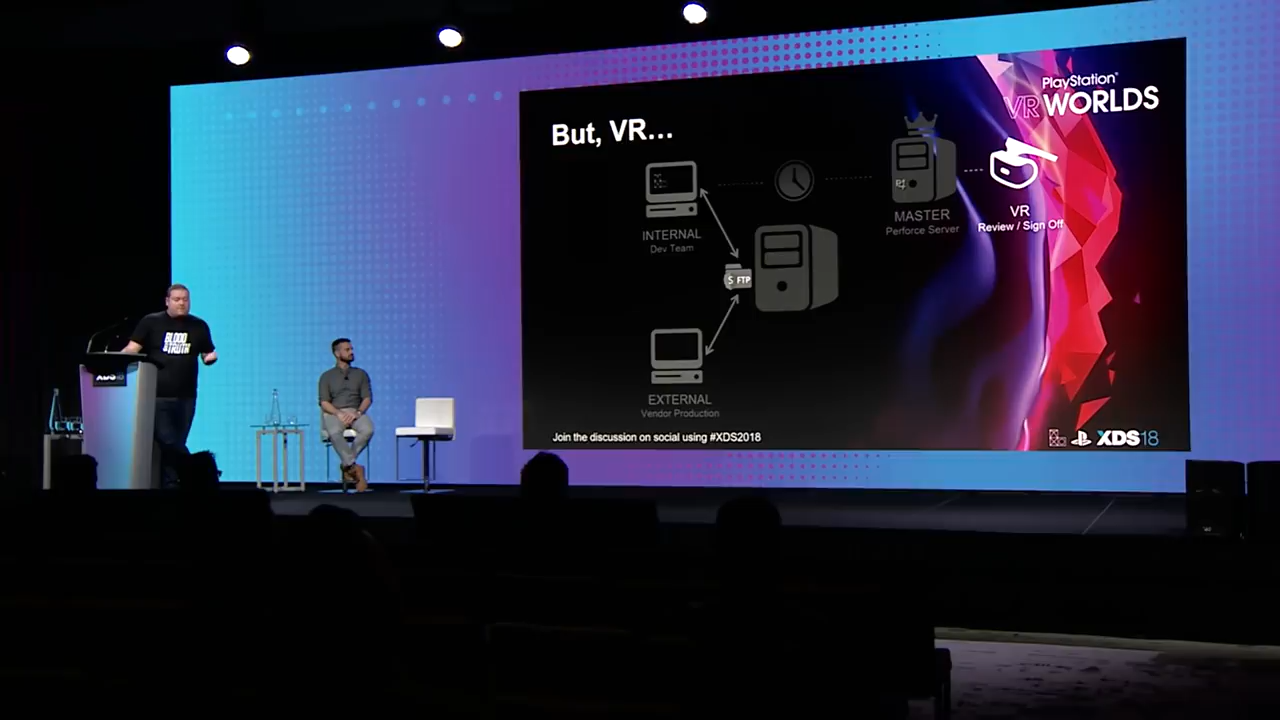 PlayStation
VR WORLDS
But, VR...
INTERNAL
Dev Team
MASTER
Perforce Server
VR
Review / Sign Off
FTP
EXTERNAL
Vendor Production
Join the discussion on social using #XDS2018
XDS18
BLOOD
& TRUTH
XDS18